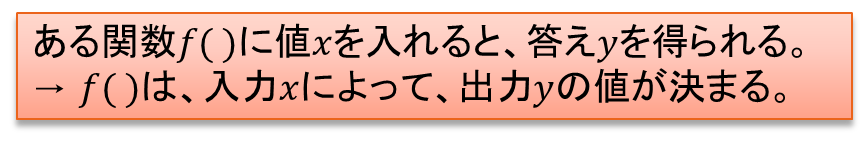 ある関数𝑓( )に値𝑥を入れると、答え𝑦を得られる。
→ 𝑓( )は、入力𝑥によって、出力𝑦の値が決まる。